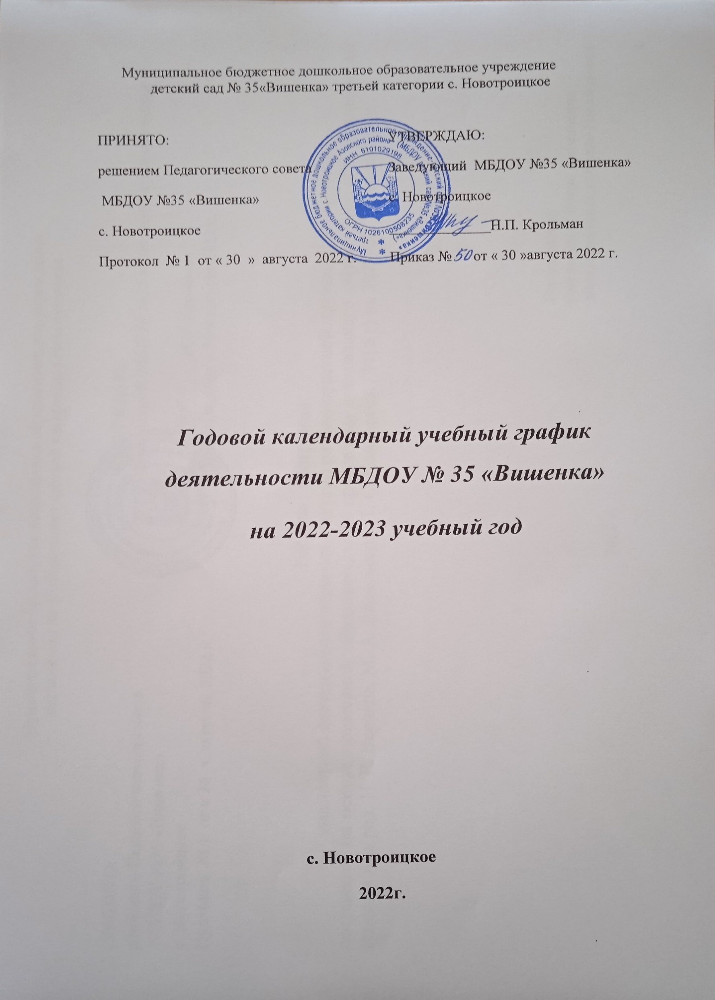 Муниципальное бюджетное дошкольное образовательное учреждение
детский сад № 35«Вишенка» третьей категории с. Новотроицкое
ПРИНЯТО:
решением Педагогического совета
МБДОУ №35 «Вишенка»
с. Новотроицкое
Протокол № 1 от « 30 » августа 2022 г.
УТВЕРЖДАЮ:
Заведующий МБДОУ №35 «Вишенка»
с. Новотроицкое
Н.П. Крольман
Приказ № 50 от « 30 »августа 2022 г.
Муниципальное бюджетное дошкольное образовательное учреждение детский сад №35 «Вишенка»
третьей категории с. Новотроицкое Азовского района (МБДОУ детский сад №35 «Вишенка»)
ИНН 6101029198
ОГРН 1026100508235
Годовой календарный учебный график
деятельности МБДОУ № 35 «Вишенка»
на 2022-2023 учебный год
с. Новотроицкое
2022г.